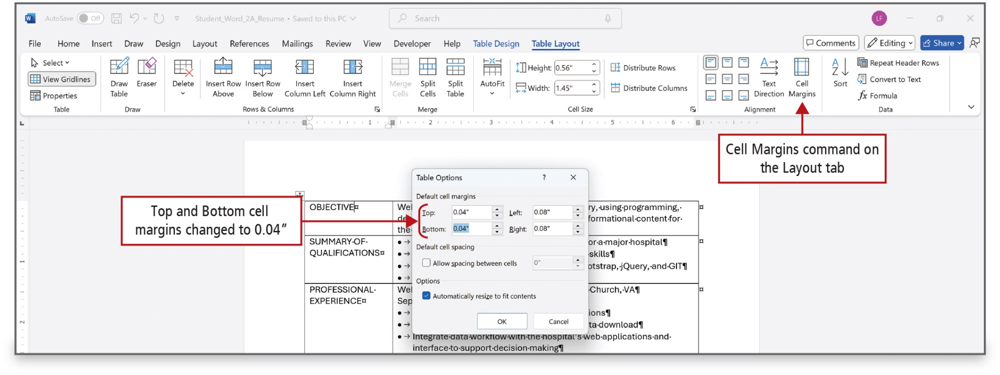 AutoSave Off Student_Word_2A_Resume • Saved to this PC Search LF
File Home Insert Draw Design Layout References Mailings Review View Developer Help Table Design Table Layout Comments Editing Share
Select
View Gridlines
Properties
Table
Draw Table
Eraser
Draw
Delete
Insert Row Above
Insert Row Below
Insert Column Left
Insert Column Right
Rows & Columns
Merge Cells
Split Cells
Split Table
Merge
AutoFit
Height: 0.56"
Width: 1.45"
Distribute Rows
Distribute Columns
Cell Size
Text Direction
Cell Margins
Alignment
Sort
Repeat Header Rows
Convert to Text
Formula
Data
1 2 3 4 5 6
Cell Margins command on
the Layout tab
Top and Bottom cell
margins changed to 0.04"
Table Options ?
Default cell margins
Top: 0.04" Left: 0.08"
Bottom: 0.04" Right: 0.08"
Default cell spacing
Allow spacing between cells 0"
Options
Automatically resize to fit contents
OK Cancel
OBJECTIVE¤
ry,·using·programming,·
formational·content·for·
the
SUMMARY·OF·
QUALIFICATIONS¤
or·a·major·hospital¶
skills¶
otstrap,·jQuery,·and·GIT¶
PROFESSIONAL·
EXPERIENCE¤
Church,·VA¶
Sep
ions¶
ta·download¶
Integrate·data·workflow·with·the·hospital's·web·applications·and·
interface·to·support·decision·making¶
1
2